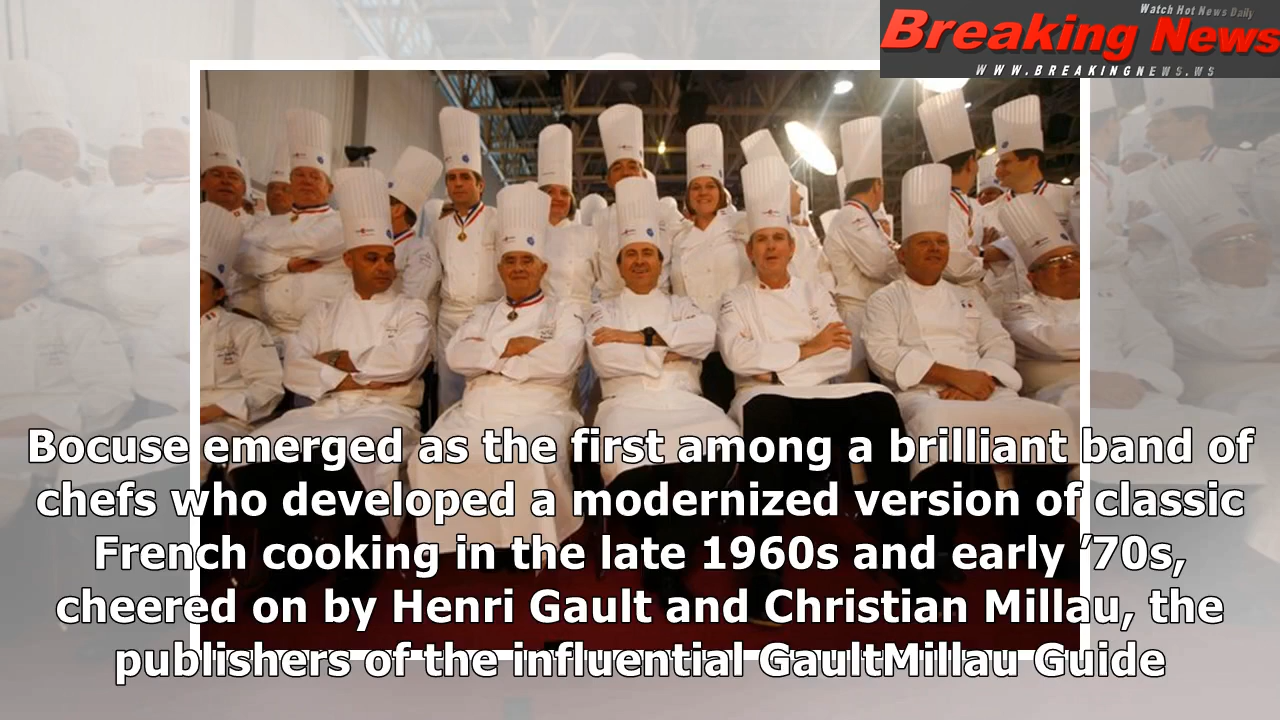 Watch Hot News Daily
Breaking News
WWW.BREAKINGNEWS.WS
Bocuse emerged as the first among a brilliant band of
chefs who developed a modernized version of classic
French cooking in the late 1960s and early ’70s,
cheered on by Henri Gault and Christian Millau, the
publishers of the influential GaultMillau Guide